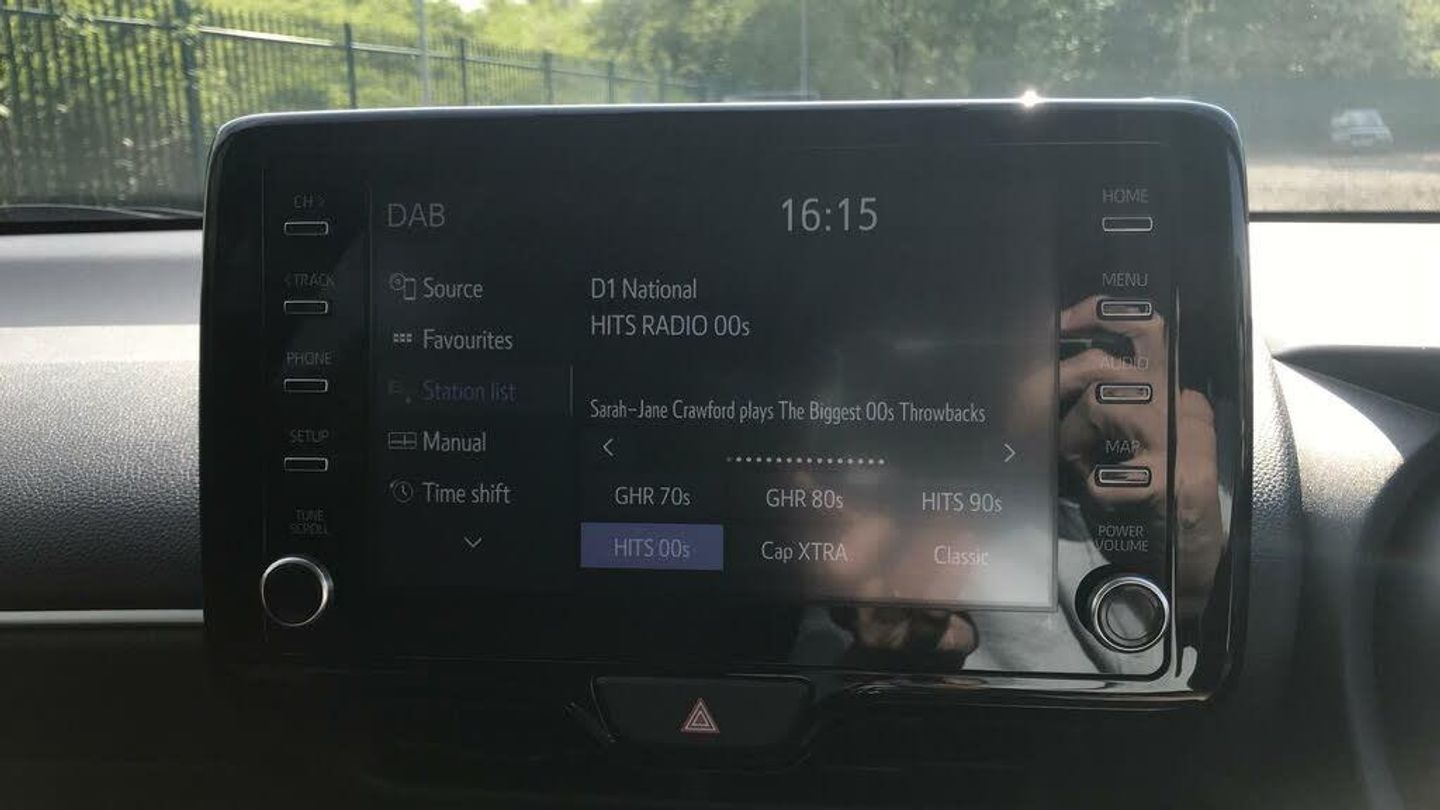 CH >
DAB
16:15
HOME
< TRACK
Source
D1 National
MENU
HITS RADIO 00s
PHONE
Favourites
AUDIO
Station list
Sarah-Jane Crawford plays The Biggest 00s Throwbacks
SETUP
Manual
< >
MAP
Time shift
GHR 70s GHR 80s HITS 90s
TUNE
SCROLL
HITS 00s Cap XTRA Classic
POWER
VOLUME